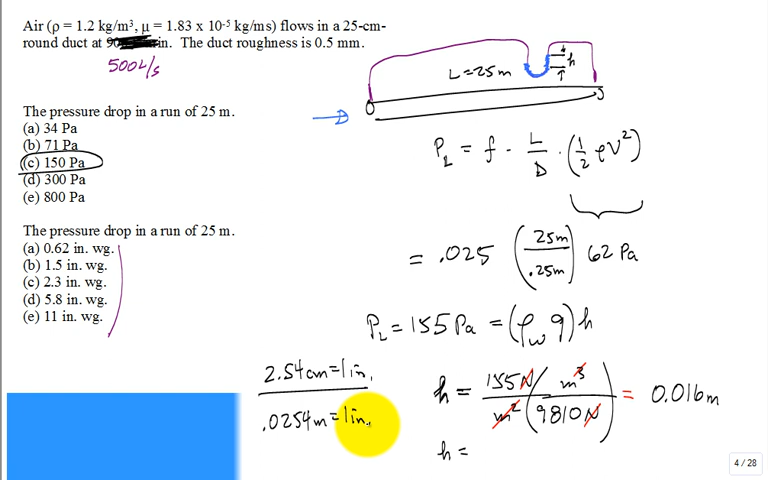 Air (ρ = 1.2 kg/m³, μ = 1.83 x 10⁻⁵ kg/ms) flows in a 25-cm-
round duct at in. The duct roughness is 0.5 mm.
500L/s
L=25m
h
The pressure drop in a run of 25 m.
(a) 34 Pa
(b) 71 Pa
(c) 150 Pa
(d) 300 Pa
(e) 800 Pa
P_L = f · L/D · (1/2 ρV²)
The pressure drop in a run of 25 m.
(a) 0.62 in. wg.
(b) 1.5 in. wg.
(c) 2.3 in. wg.
(d) 5.8 in. wg.
(e) 11 in. wg.
= .025 (25m/.25m) 62 Pa
P_L = 155 Pa = (ρ_w g) h
2.54cm=1in.
.0254m=1in.
h = 155N/m² (m³/9810N) = 0.016m
h =
4 / 28